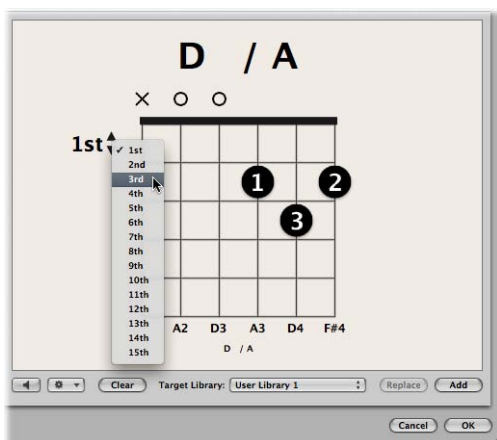 D / A
× ○ ○
1st
✓ 1st
2nd
3rd
4th
5th
6th
7th
8th
9th
10th
11th
12th
13th
14th
15th
1 2
3
A2 D3 A3 D4 F#4
D / A
Clear Target Library: User Library 1 Replace Add
Cancel OK